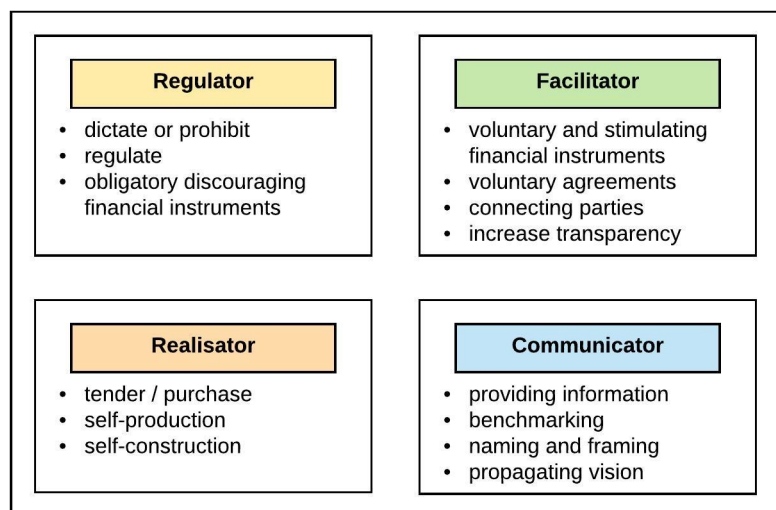 Regulator
• dictate or prohibit
• regulate
• obligatory discouraging
financial instruments
Facilitator
• voluntary and stimulating
financial instruments
• voluntary agreements
• connecting parties
• increase transparency
Realisator
• tender / purchase
• self-production
• self-construction
Communicator
• providing information
• benchmarking
• naming and framing
• propagating vision